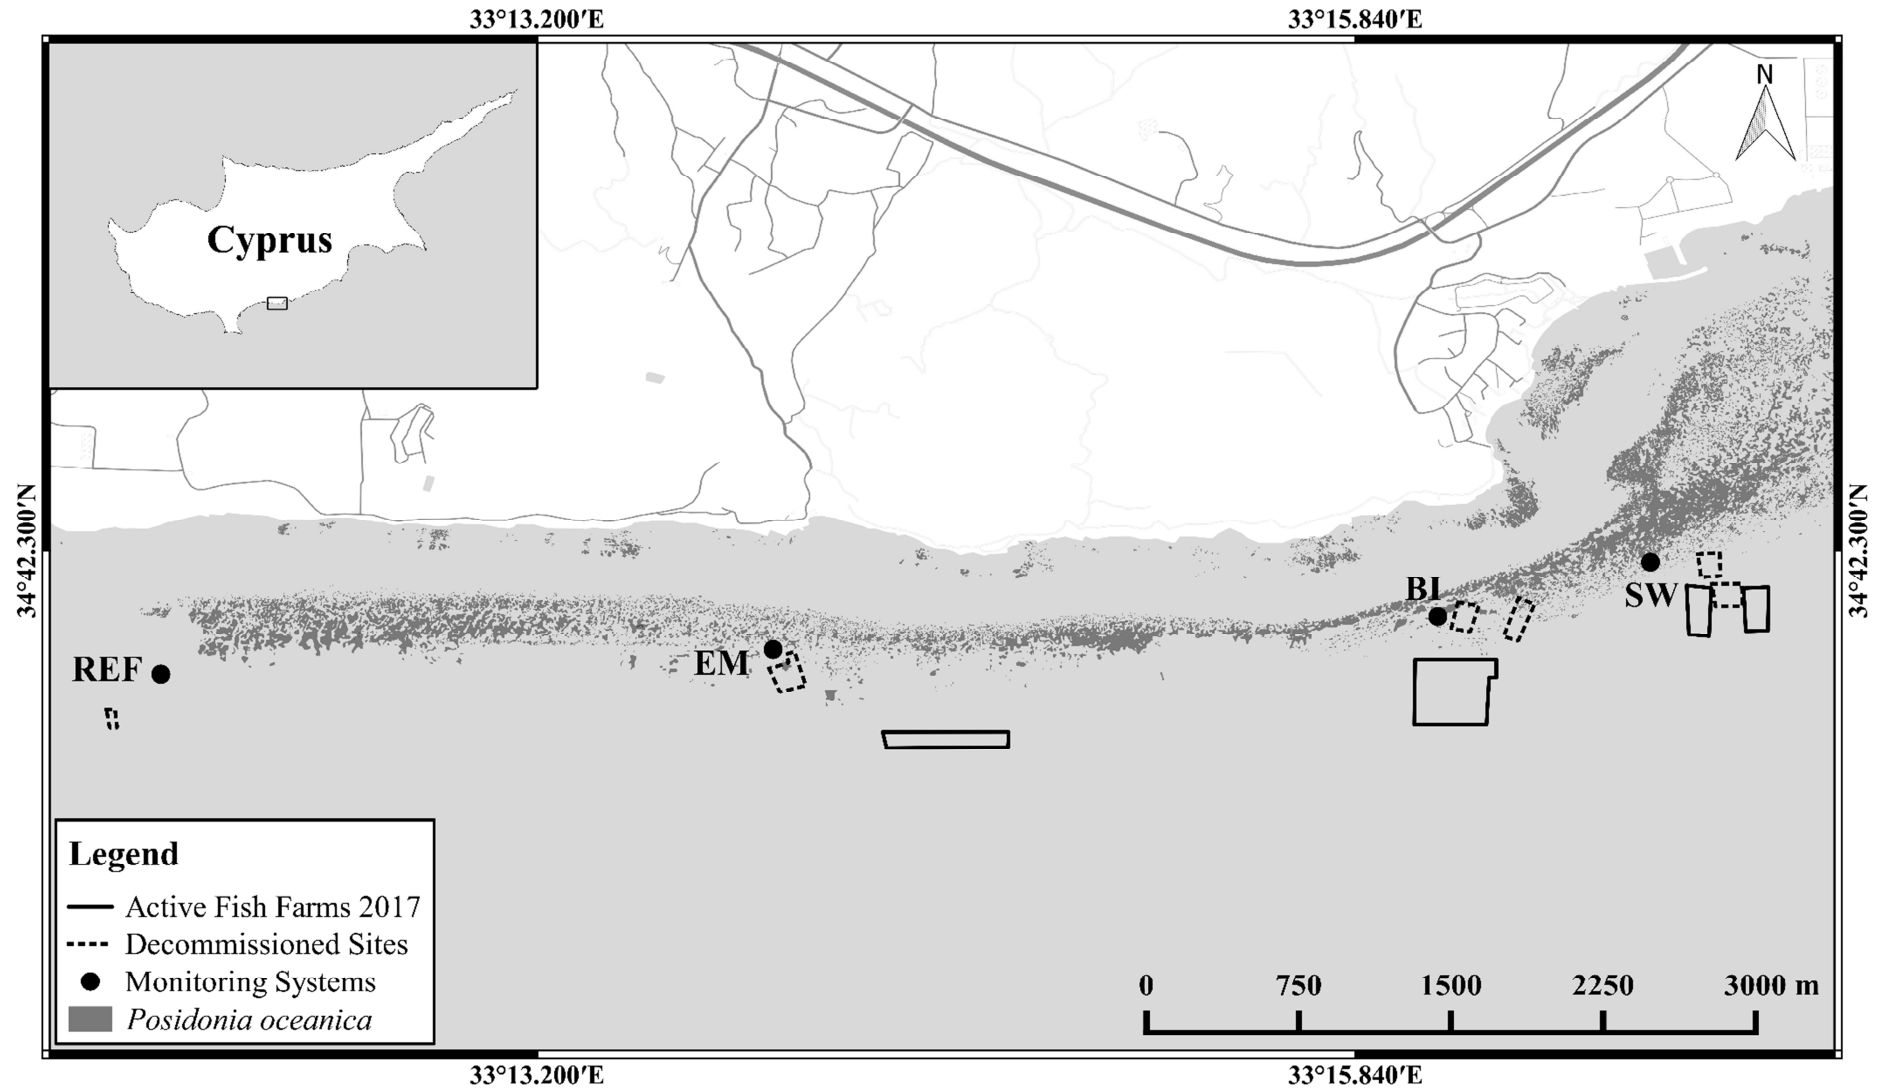 33°13.200′E
33°15.840′E
N
Cyprus
34°42.300′N
34°42.300′N
BI
SW
EM
REF
Legend
Active Fish Farms 2017
Decommissioned Sites
Monitoring Systems
Posidonia oceanica
0 750 1500 2250 3000 m
33°13.200′E
33°15.840′E